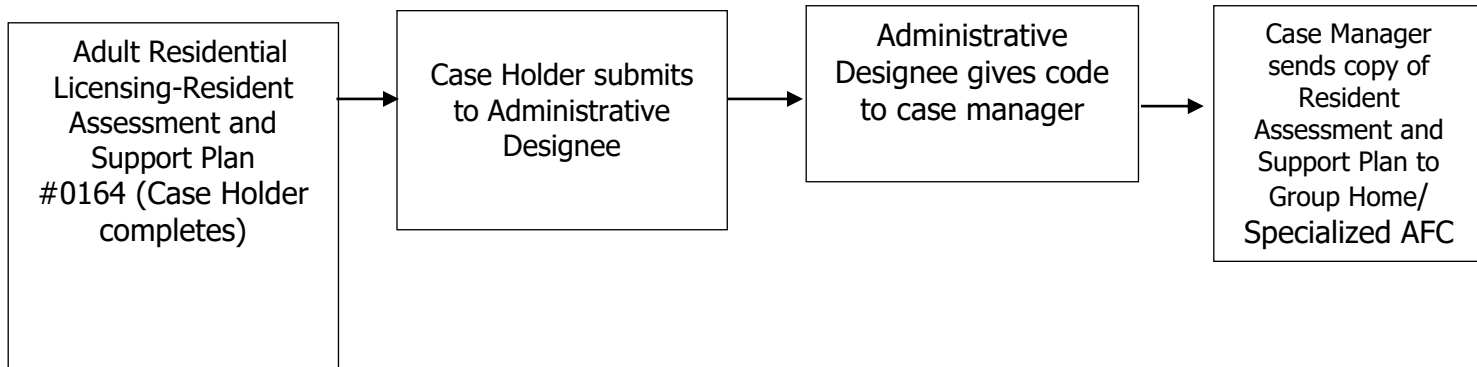 Adult Residential
Licensing-Resident
Assessment and
Support Plan
#0164 (Case Holder
completes)
Case Holder submits
to Administrative
Designee
Administrative
Designee gives code
to case manager
Case Manager
sends copy of
Resident
Assessment and
Support Plan to
Group Home/
Specialized AFC